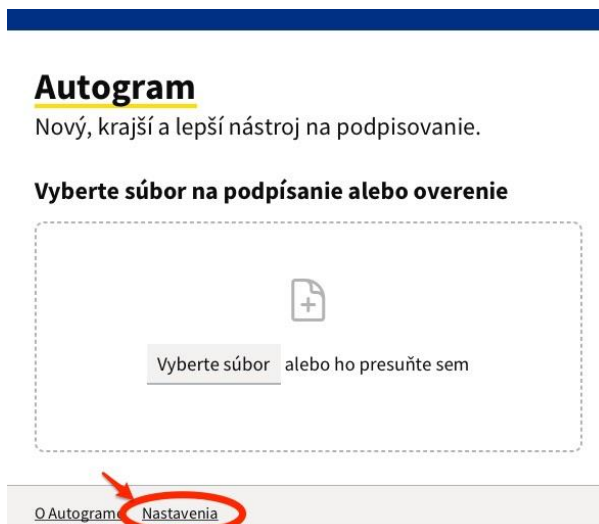 Autogram
Nový, krajší a lepší nástroj na podpisovanie.
Vyberte súbor na podpísanie alebo overenie
Vyberte súbor alebo ho presuňte sem
O Autograme Nastavenia